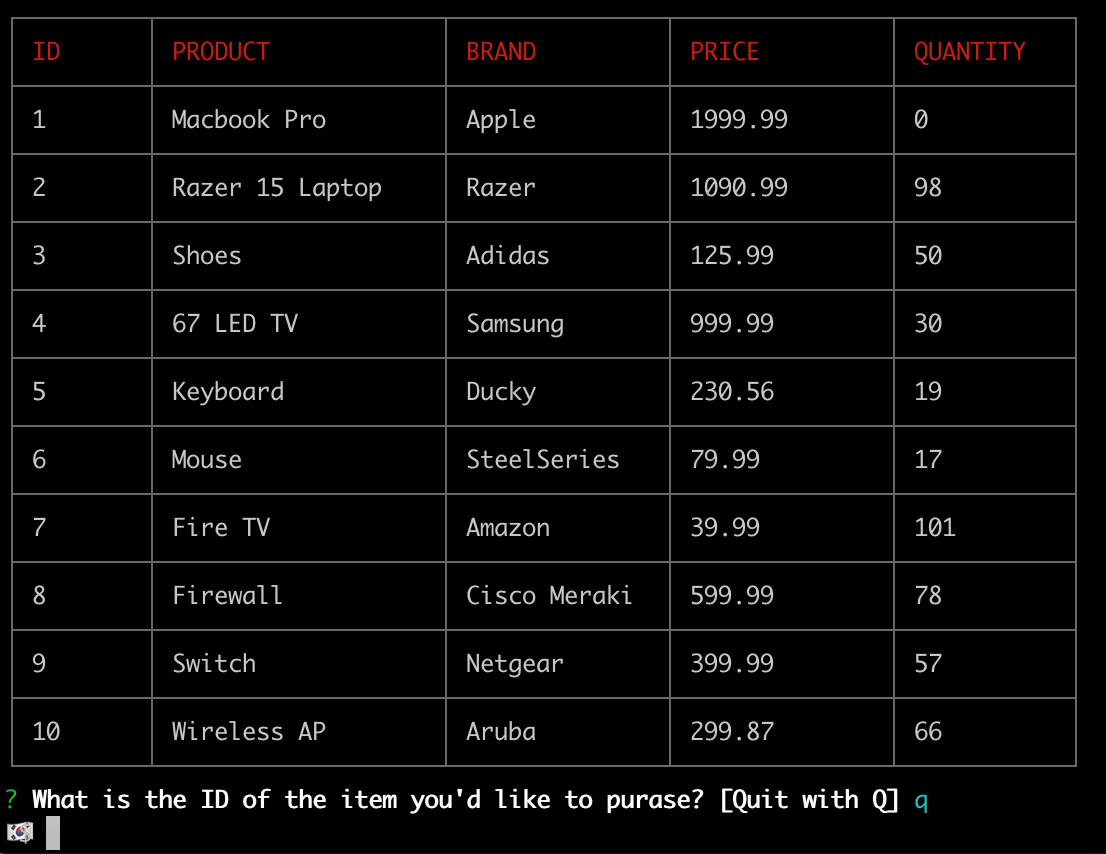 ID PRODUCT BRAND PRICE QUANTITY
1 Macbook Pro Apple 1999.99 0
2 Razer 15 Laptop Razer 1090.99 98
3 Shoes Adidas 125.99 50
4 67 LED TV Samsung 999.99 30
5 Keyboard Ducky 230.56 19
6 Mouse SteelSeries 79.99 17
7 Fire TV Amazon 39.99 101
8 Firewall Cisco Meraki 599.99 78
9 Switch Netgear 399.99 57
10 Wireless AP Aruba 299.87 66
? What is the ID of the item you'd like to purase? [Quit with Q] q